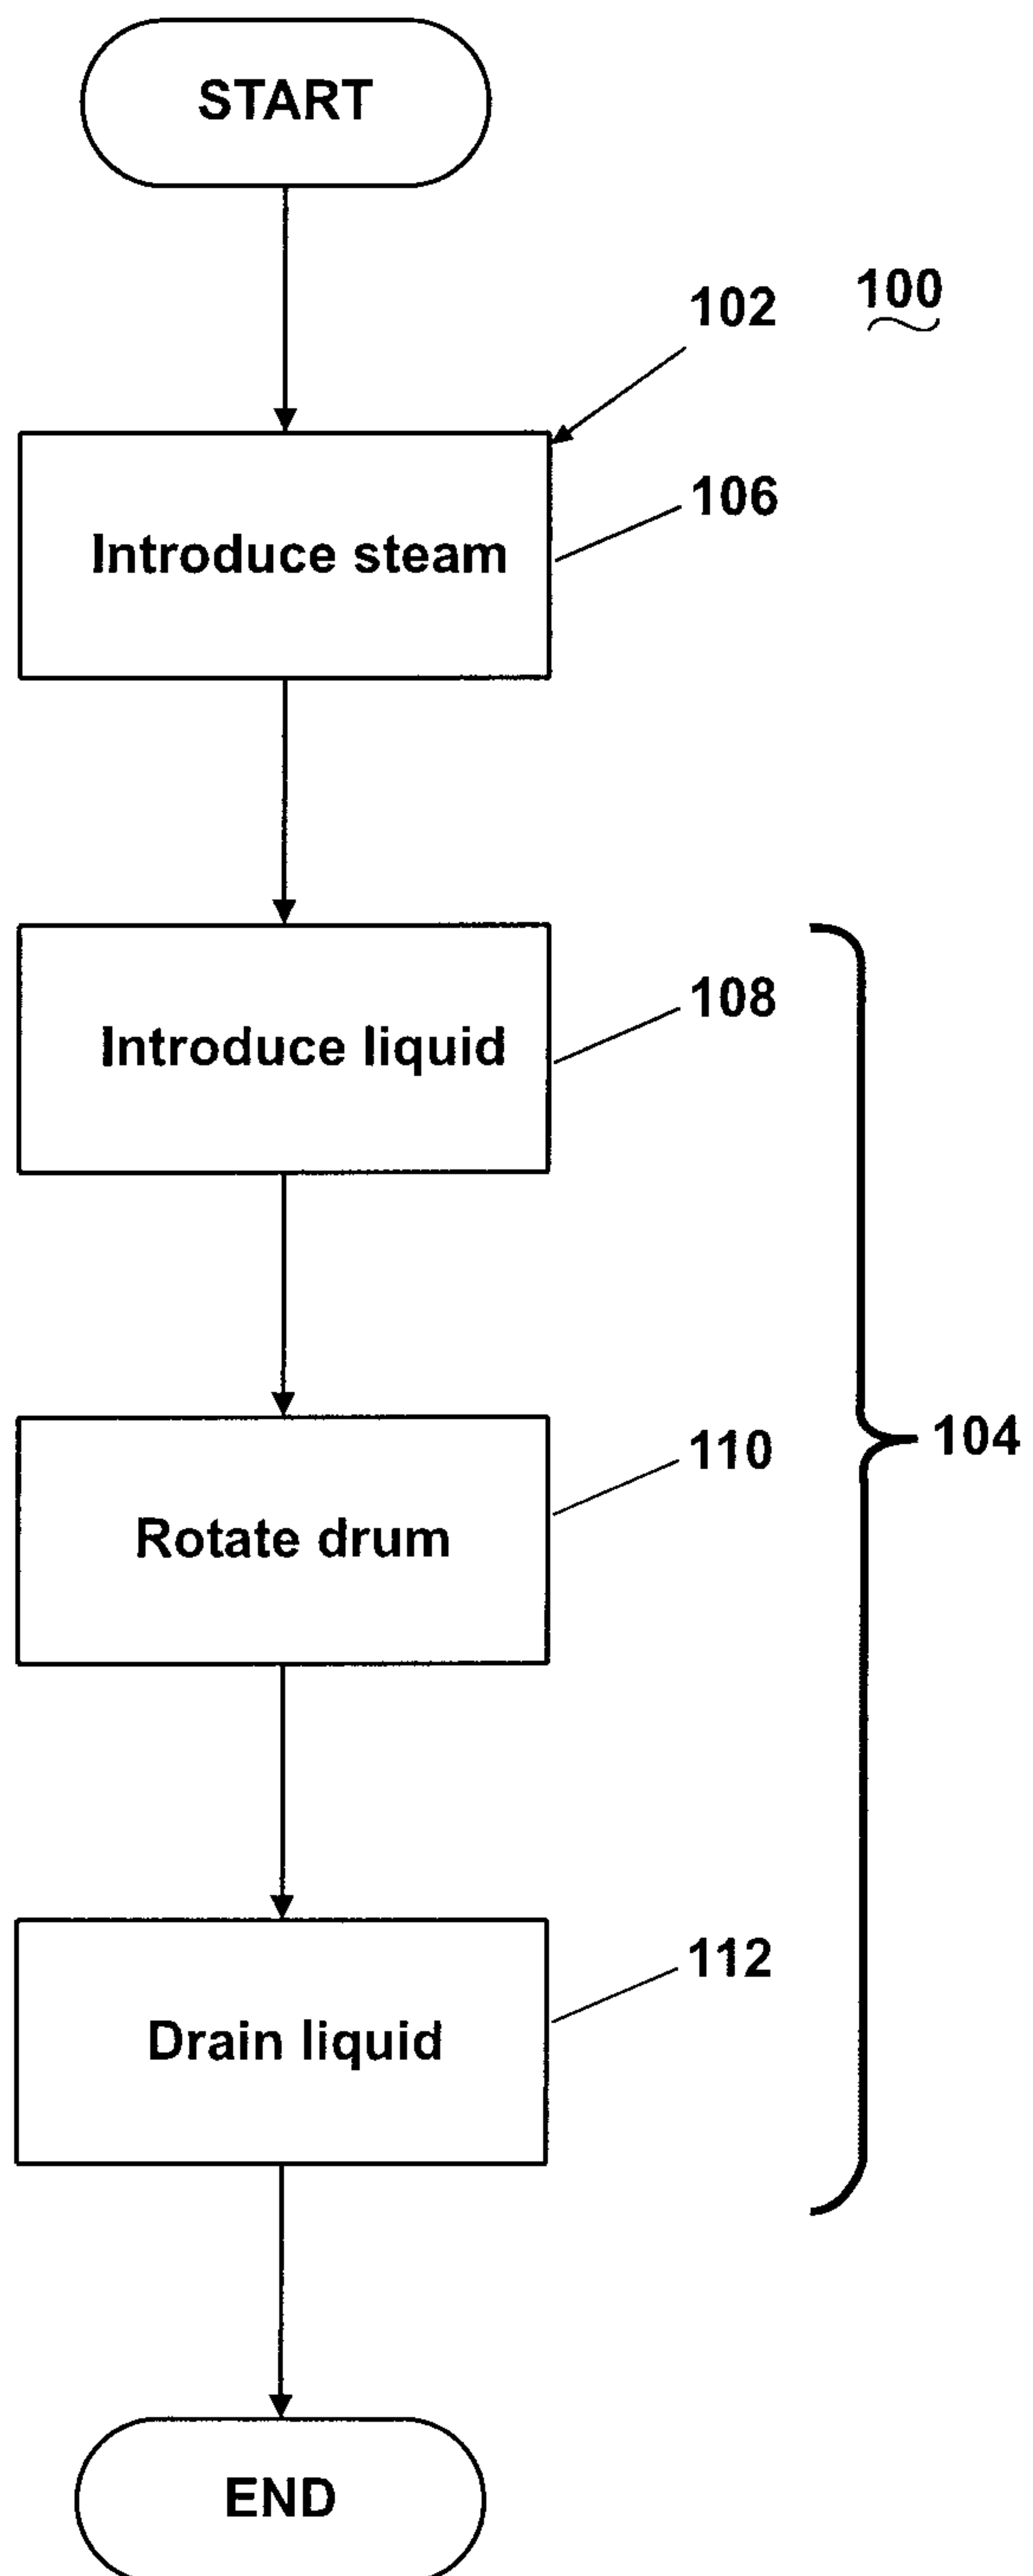 START
102
100
106
Introduce steam
108
Introduce liquid
104
110
Rotate drum
112
Drain liquid
END